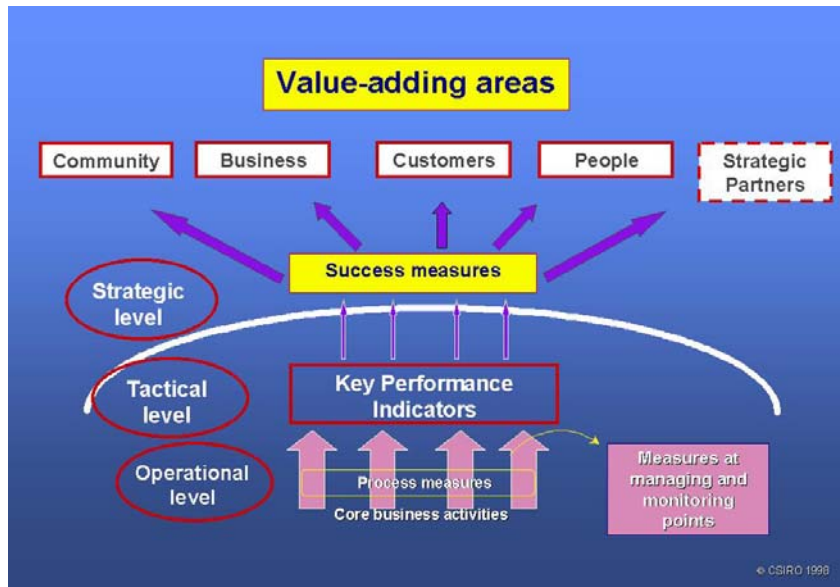 Value-adding areas
Community
Business
Customers
People
Strategic
Partners
Success measures
Strategic
level
Tactical
level
Key Performance
Indicators
Operational
level
Process measures
Core business activities
Measures at
managing and
monitoring
points
© CSIRO 1998